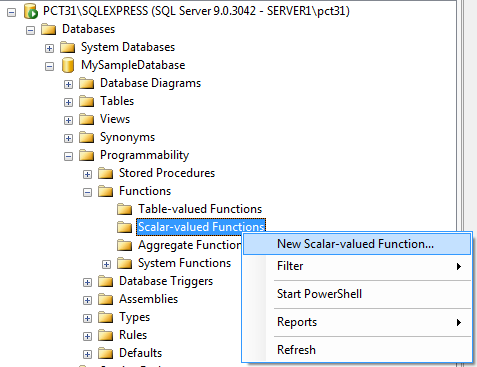 PCT31\SQLEXPRESS (SQL Server 9.0.3042 - SERVER1\pct31)
Databases
System Databases
MySampleDatabase
Database Diagrams
Tables
Views
Synonyms
Programmability
Stored Procedures
Functions
Table-valued Functions
Scalar-valued Functions
New Scalar-valued Function...
Aggregate Function
System Functions
Filter
Database Triggers
Start PowerShell
Assemblies
Types
Reports
Rules
Defaults
Refresh